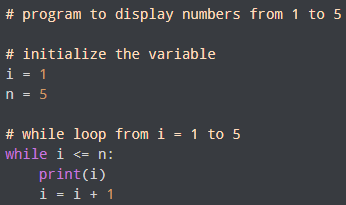 # program to display numbers from 1 to 5

# initialize the variable
i = 1
n = 5

# while loop from i = 1 to 5
while i <= n:
    print(i)
    i = i + 1